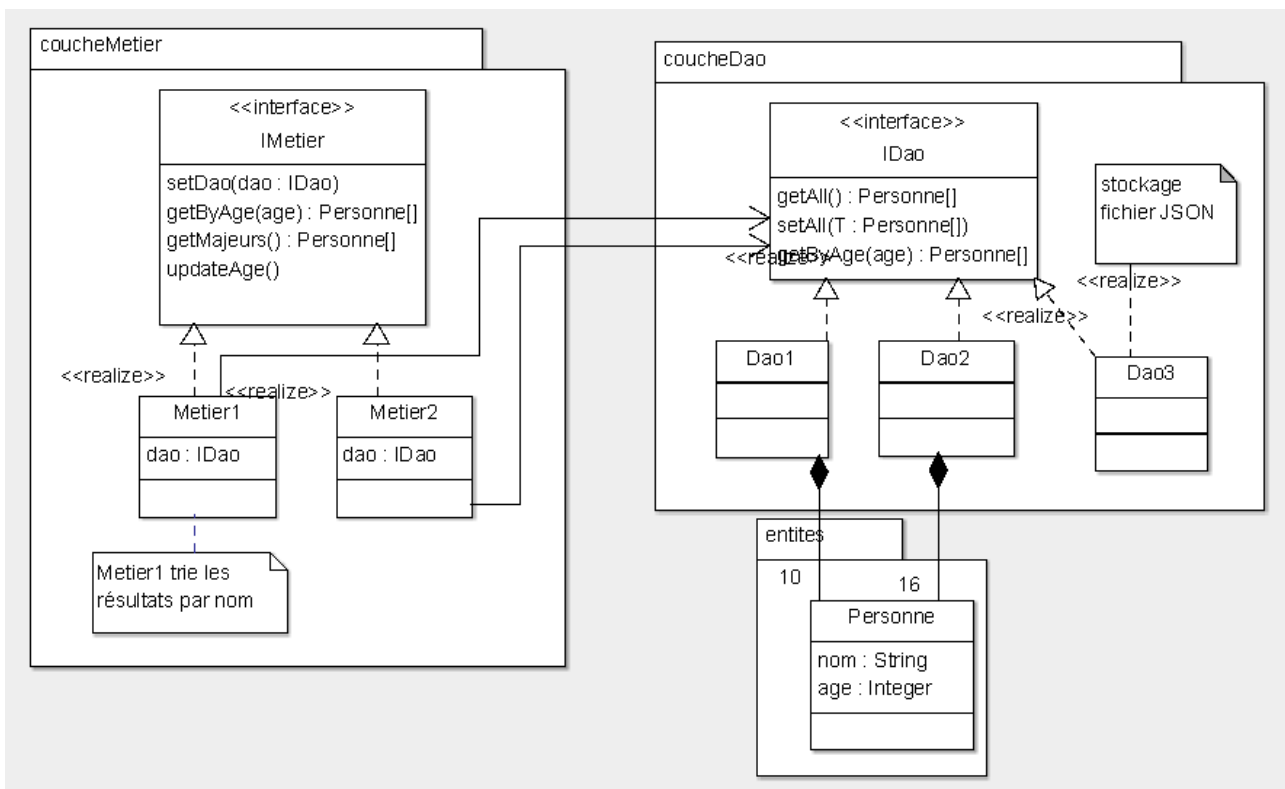 coucheMetier
<<interface>>
IMetier
setDao(dao : IDao)
getByAge(age) : Personne[]
getMajeurs() : Personne[]
updateAge()
<<realize>>
<<realize>>
Metier1
dao : IDao
Metier2
dao : IDao
Metier1 trie les
résultats par nom
coucheDao
<<interface>>
IDao
getAll() : Personne[]
setAll(T : Personne[])
getByAge(age) : Personne[]
<<realize>>
stockage
fichier JSON
<<realize>>
<<realize>>
Dao1
Dao2
Dao3
entites
10
16
Personne
nom : String
age : Integer